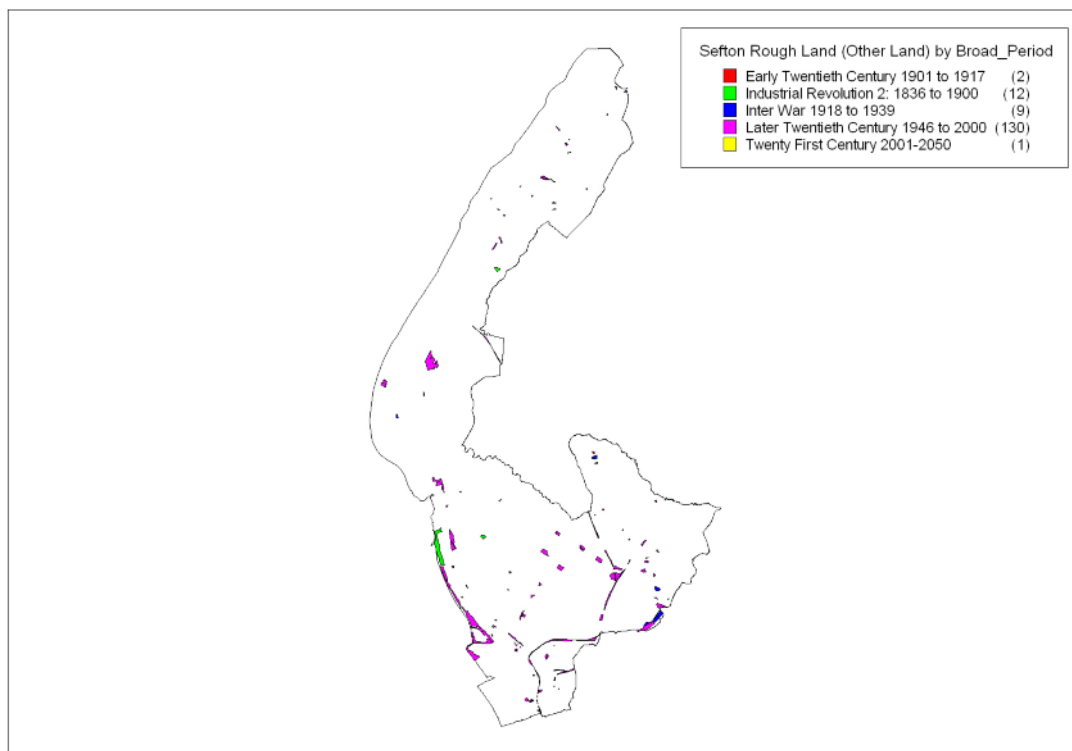 Sefton Rough Land (Other Land) by Broad_Period
Early Twentieth Century 1901 to 1917 (2)
Industrial Revolution 2: 1836 to 1900 (12)
Inter War 1918 to 1939 (9)
Later Twentieth Century 1946 to 2000 (130)
Twenty First Century 2001-2050 (1)